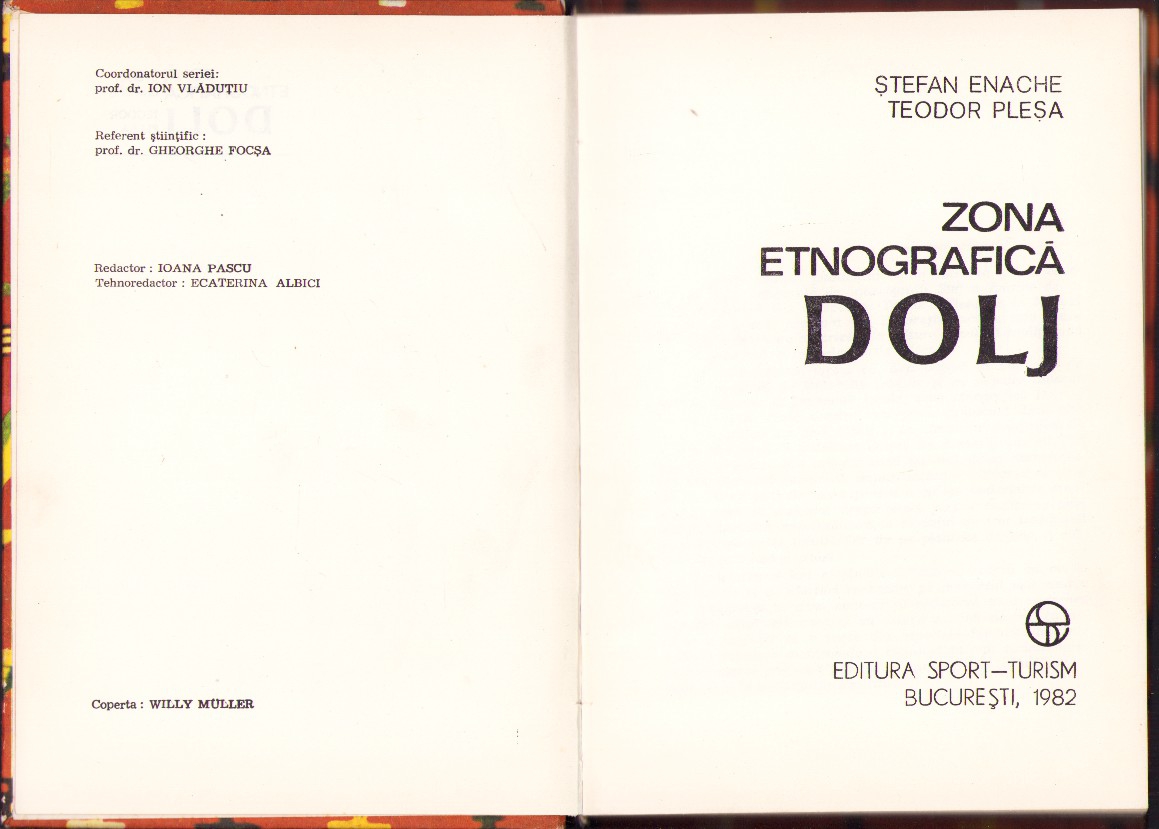 Coordonatorul seriei:
prof. dr. ION VLĂDUȚIU
Referent științific :
prof. dr. GHEORGHE FOCȘA
Redactor : IOANA PASCU
Tehnoredactor : ECATERINA ALBICI
Coperta : WILLY MÜLLER
ȘTEFAN ENACHE
TEODOR PLEȘA
ZONA
ETNOGRAFICĂ
DOLJ
EDITURA SPORT–TURISM
BUCUREȘTI, 1982